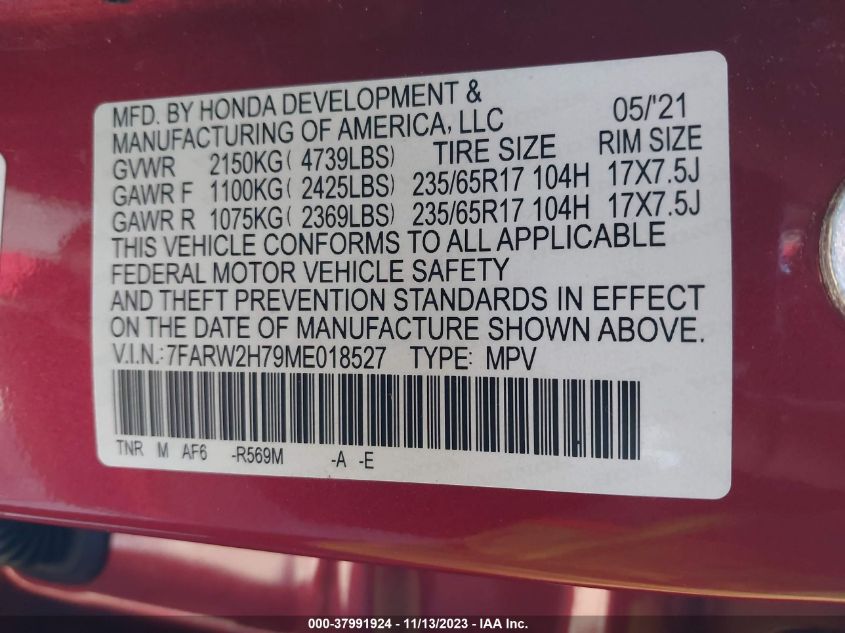 MFD. BY HONDA DEVELOPMENT & 05/'21
MANUFACTURING OF AMERICA, LLC
TIRE SIZE RIM SIZE
GVWR 2150KG( 4739LBS)
GAWR F 1100KG( 2425LBS) 235/65R17 104H 17X7.5J
GAWR R 1075KG( 2369LBS) 235/65R17 104H 17X7.5J
THIS VEHICLE CONFORMS TO ALL APPLICABLE
FEDERAL MOTOR VEHICLE SAFETY
AND THEFT PREVENTION STANDARDS IN EFFECT
ON THE DATE OF MANUFACTURE SHOWN ABOVE.
V.I.N.:7FARW2H79ME018527 TYPE: MPV
TNR M AF6 -R569M -A -E
000-37991924 - 11/13/2023 - IAA Inc.